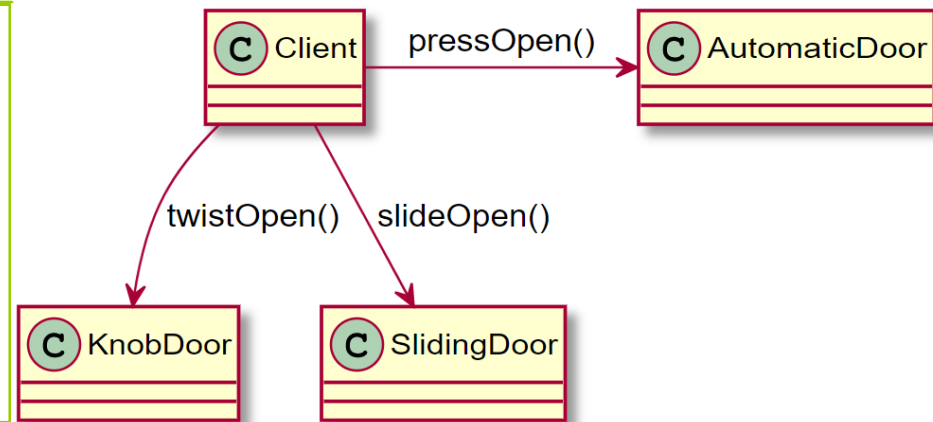 C Client
pressOpen()
C AutomaticDoor
twistOpen()
slideOpen()
C KnobDoor
C SlidingDoor